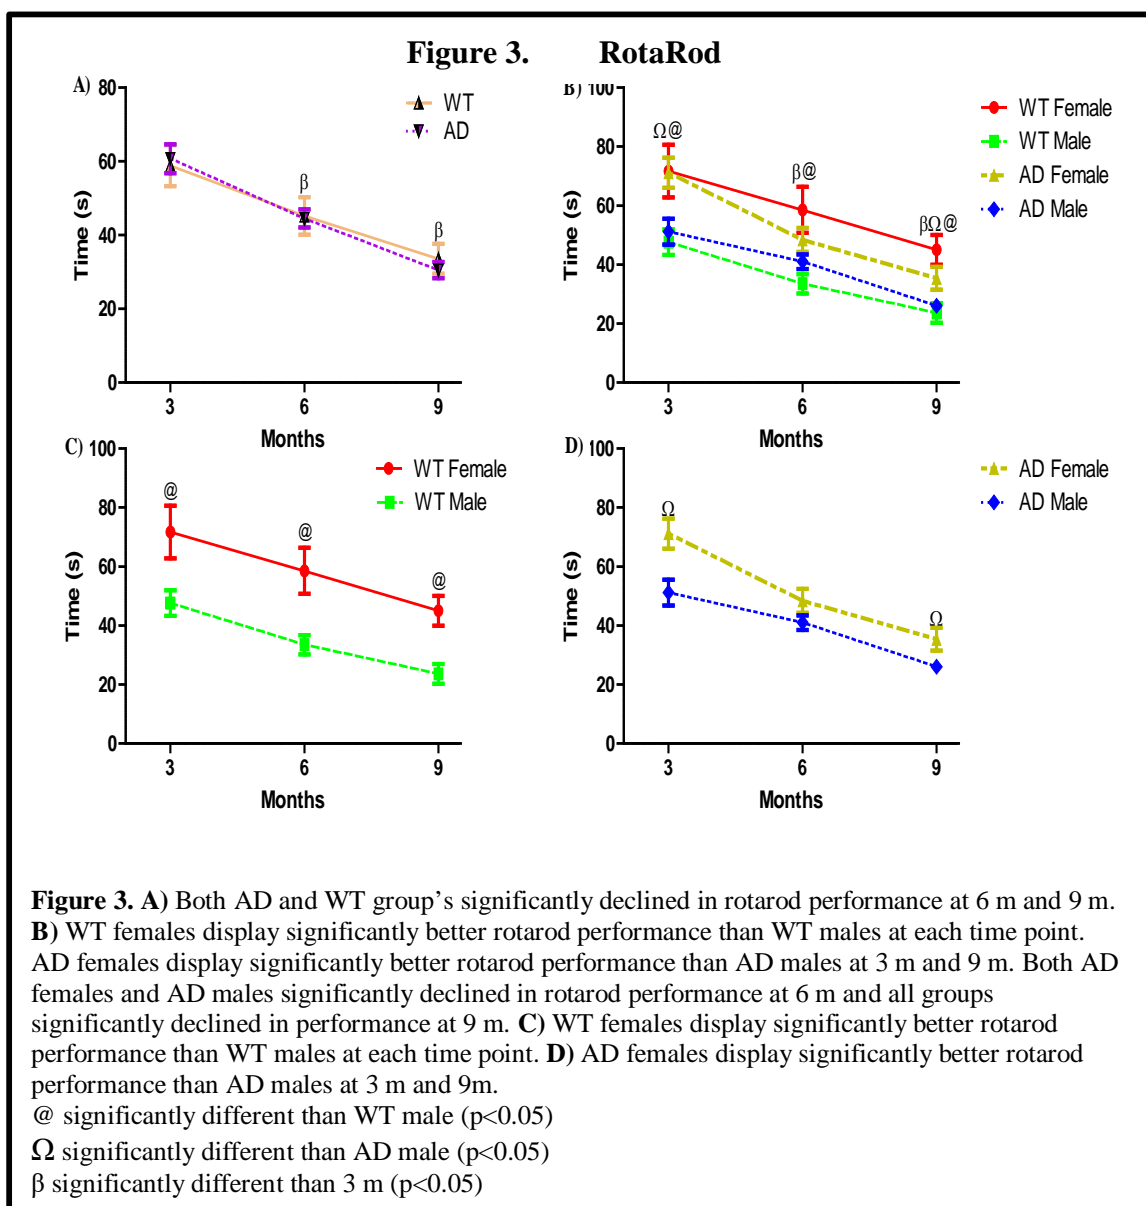 Figure 3. RotaRod
A)
80
60
40
20
0
Time (s)
WT
AD
β
β
3 6 9
Months
B)
100
80
60
40
20
0
Time (s)
WT Female
WT Male
AD Female
AD Male
Ω@
β@
βΩ@
3 6 9
Months
C)
100
80
60
40
20
0
Time (s)
WT Female
WT Male
@
@
@
3 6 9
Months
D)
100
80
60
40
20
0
Time (s)
AD Female
AD Male
Ω
Ω
3 6 9
Months
Figure 3. A) Both AD and WT group's significantly declined in rotarod performance at 6 m and 9 m.
B) WT females display significantly better rotarod performance than WT males at each time point.
AD females display significantly better rotarod performance than AD males at 3 m and 9 m. Both AD
females and AD males significantly declined in rotarod performance at 6 m and all groups
significantly declined in performance at 9 m. C) WT females display significantly better rotarod
performance than WT males at each time point. D) AD females display significantly better rotarod
performance than AD males at 3 m and 9m.
@ significantly different than WT male (p<0.05)
Ω significantly different than AD male (p<0.05)
β significantly different than 3 m (p<0.05)